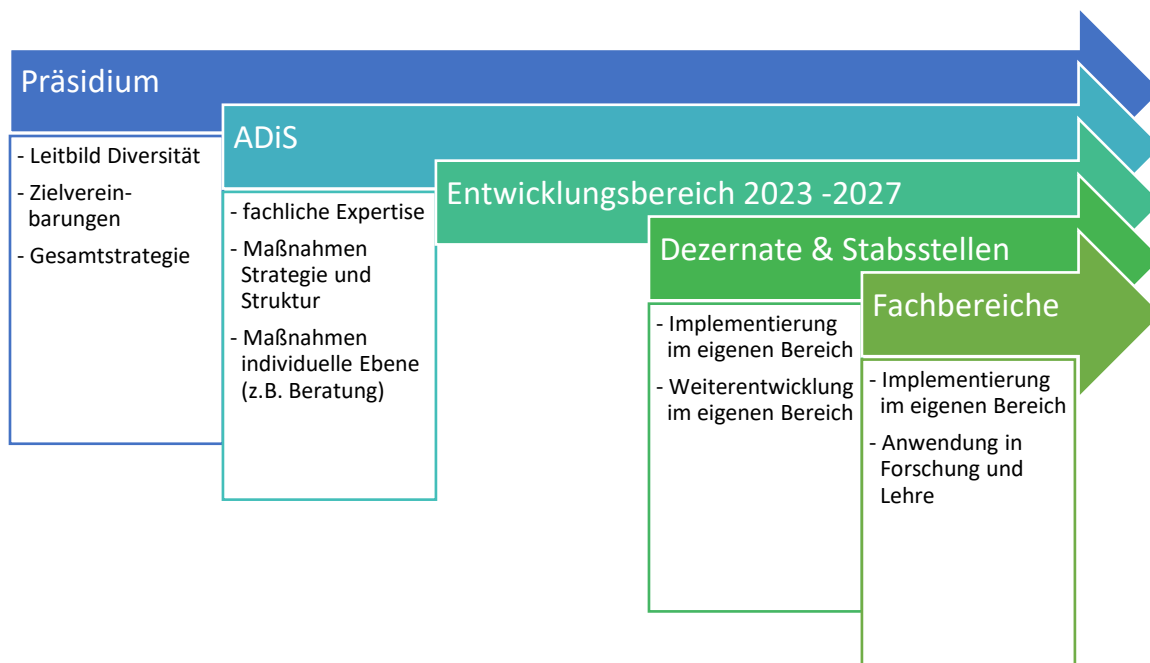 Präsidium
- Leitbild Diversität
- Zielverein-
barungen
- Gesamtstrategie
ADiS
- fachliche Expertise
- Maßnahmen
Strategie und
Struktur
- Maßnahmen
individuelle Ebene
(z.B. Beratung)
Entwicklungsbereich 2023 -2027
Dezernate & Stabsstellen
- Implementierung
im eigenen Bereich
- Weiterentwicklung
im eigenen Bereich
Fachbereiche
- Implementierung
im eigenen Bereich
- Anwendung in
Forschung und
Lehre